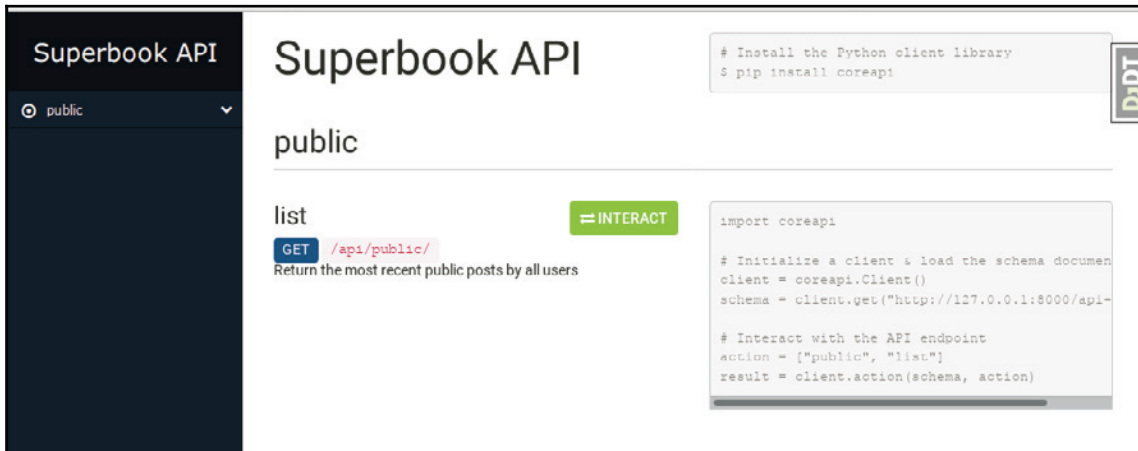 Superbook API
public
Superbook API
# Install the Python client library
$ pip install coreapi
DjDT
public
list
INTERACT
GET /api/public/
Return the most recent public posts by all users
import coreapi
# Initialize a client & load the schema documen
client = coreapi.Client()
schema = client.get("http://127.0.0.1:8000/api-
# Interact with the API endpoint
action = ["public", "list"]
result = client.action(schema, action)